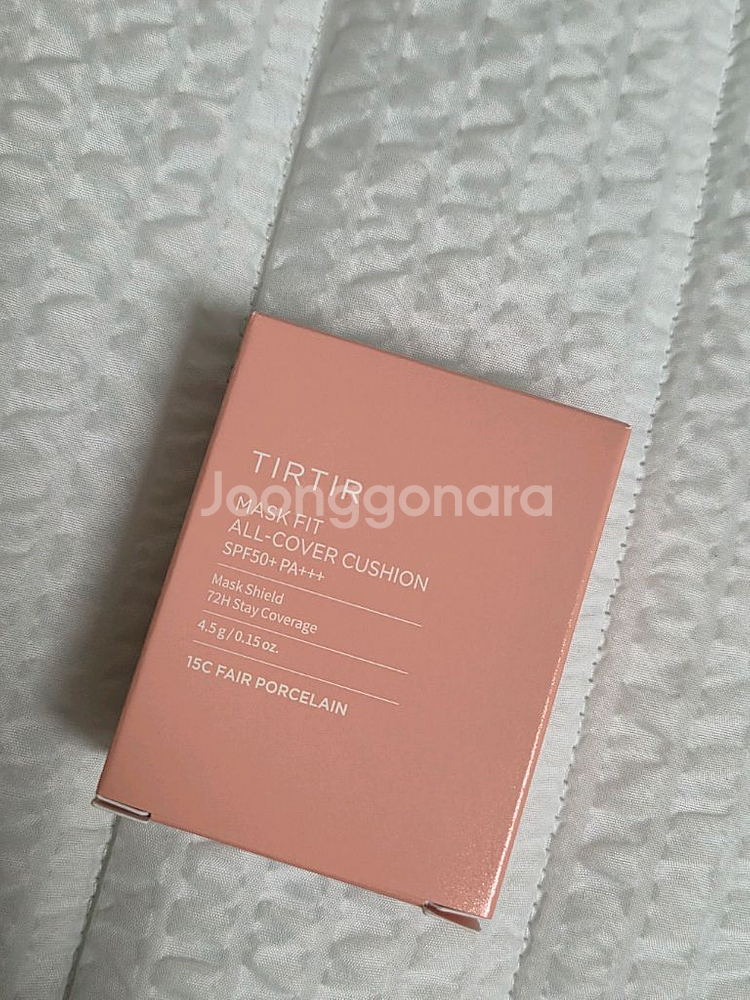 TIRTIR
Joonggonara
MASK FIT
ALL-COVER CUSHION
SPF50+ PA+++
Mask Shield
72H Stay Coverage
4.5 g / 0.15 oz.
15C FAIR PORCELAIN